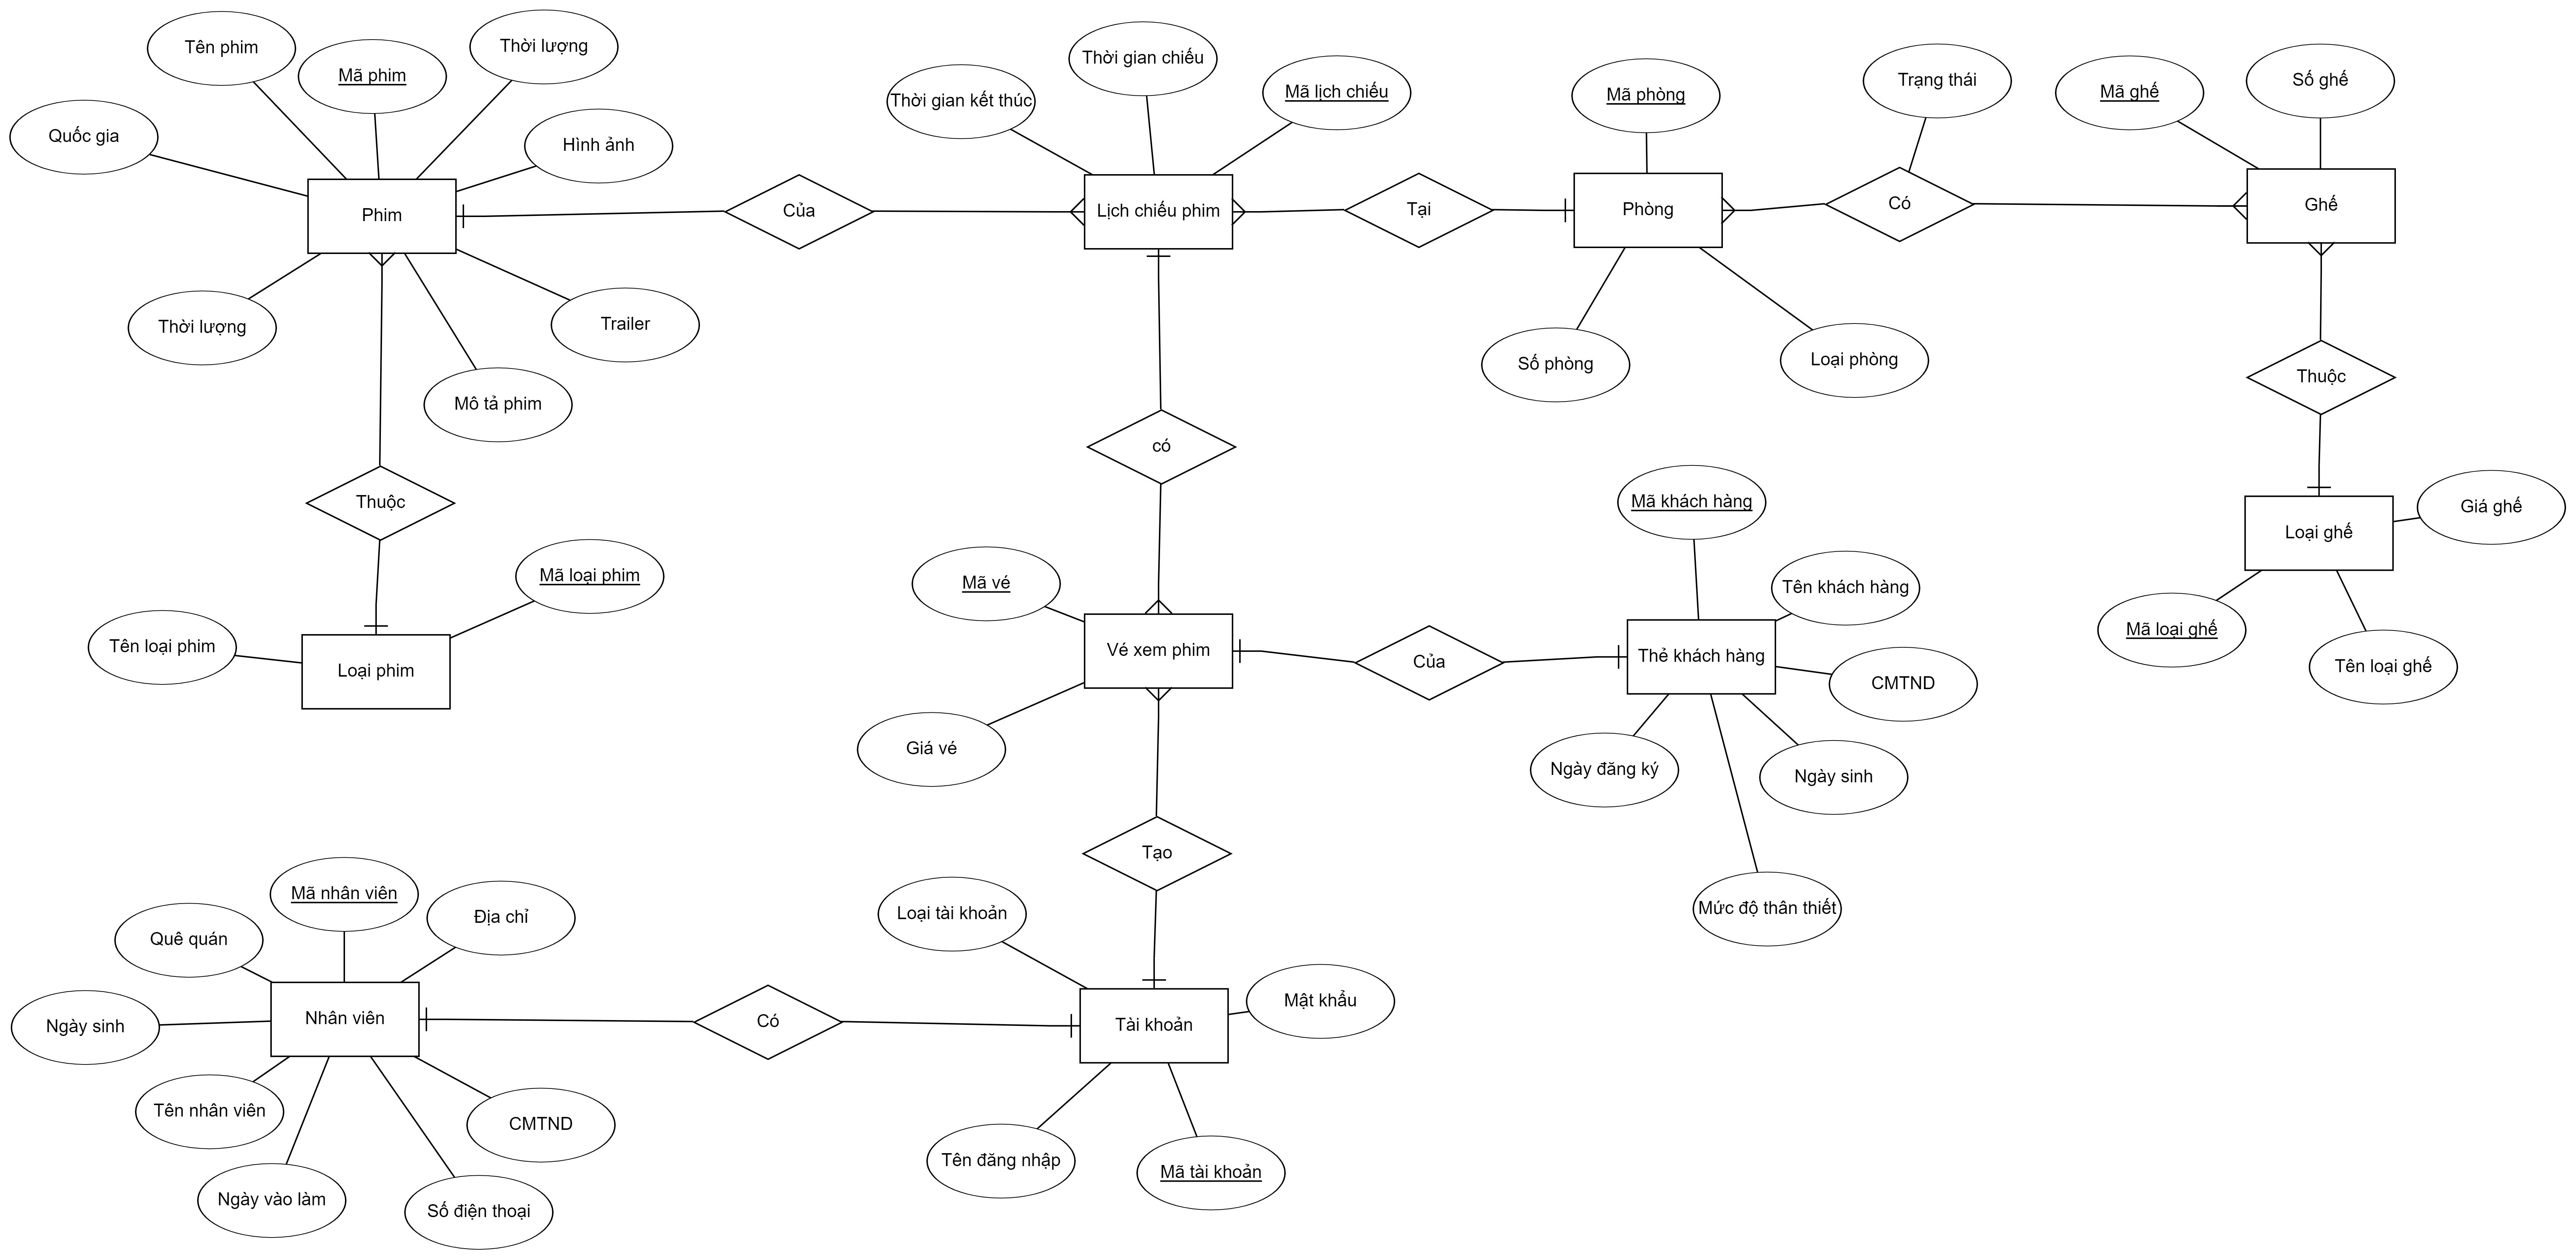 Tên phim
Mã phim
Thời lượng
Quốc gia
Hình ảnh
Phim
Thời lượng
Trailer
Mô tả phim
Thuộc
Mã loại phim
Tên loại phim
Loại phim
Của
Thời gian chiếu
Thời gian kết thúc
Mã lịch chiếu
Lịch chiếu phim
Tại
Mã phòng
Phòng
Số phòng
Loại phòng
Trạng thái
Có
Mã ghế
Số ghế
Ghế
Thuộc
Giá ghế
Loại ghế
Mã loại ghế
Tên loại ghế
có
Mã vé
Vé xem phim
Giá vé
Của
Mã khách hàng
Tên khách hàng
Thẻ khách hàng
CMTND
Ngày đăng ký
Ngày sinh
Mức độ thân thiết
Tạo
Loại tài khoản
Mật khẩu
Tài khoản
Tên đăng nhập
Mã tài khoản
Có
Mã nhân viên
Địa chỉ
Quê quán
Nhân viên
Ngày sinh
Tên nhân viên
CMTND
Ngày vào làm
Số điện thoại